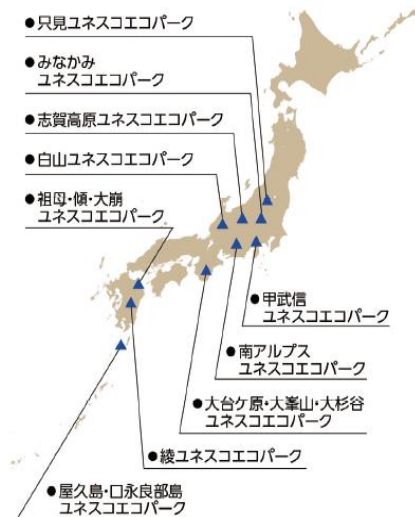 ●只見ユネスコエコパーク
●みなかみ
ユネスコエコパーク
●志賀高原ユネスコエコパーク
●白山ユネスコエコパーク
●祖母・傾・大崩
ユネスコエコパーク
●甲武信
ユネスコエコパーク
●南アルプス
ユネスコエコパーク
●大台ケ原・大峯山・大杉谷
ユネスコエコパーク
●綾ユネスコエコパーク
●屋久島・口永良部島
ユネスコエコパーク